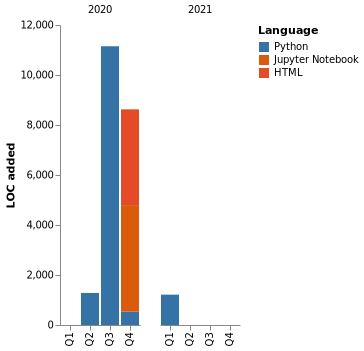 2020 2021
Language
Python
Jupyter Notebook
HTML
LOC added
12,000
10,000
8,000
6,000
4,000
2,000
0
Q1 Q2 Q3 Q4 Q1 Q2 Q3 Q4